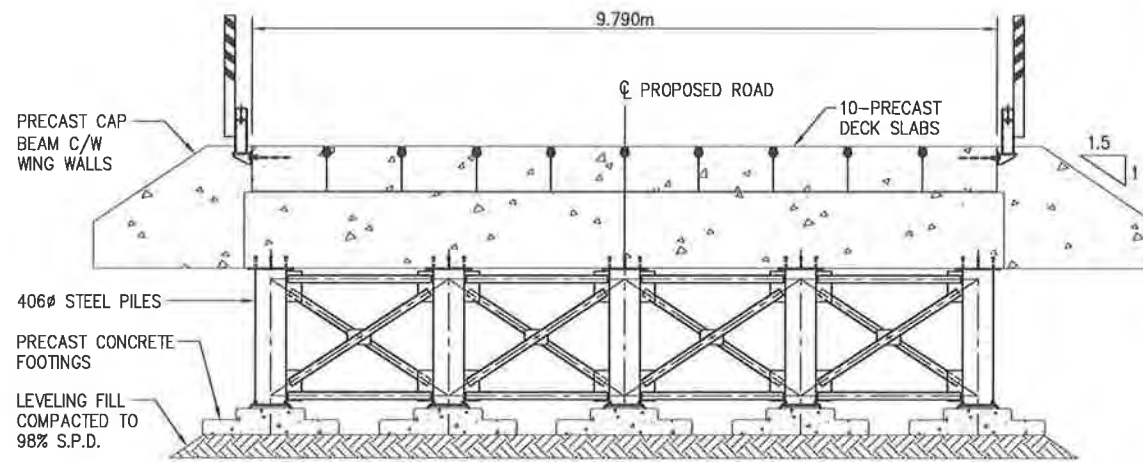 9.790m
℄ PROPOSED ROAD
10-PRECAST
DECK SLABS
PRECAST CAP
BEAM C/W
WING WALLS
1.5
1
406ø STEEL PILES
PRECAST CONCRETE
FOOTINGS
LEVELING FILL
COMPACTED TO
98% S.P.D.